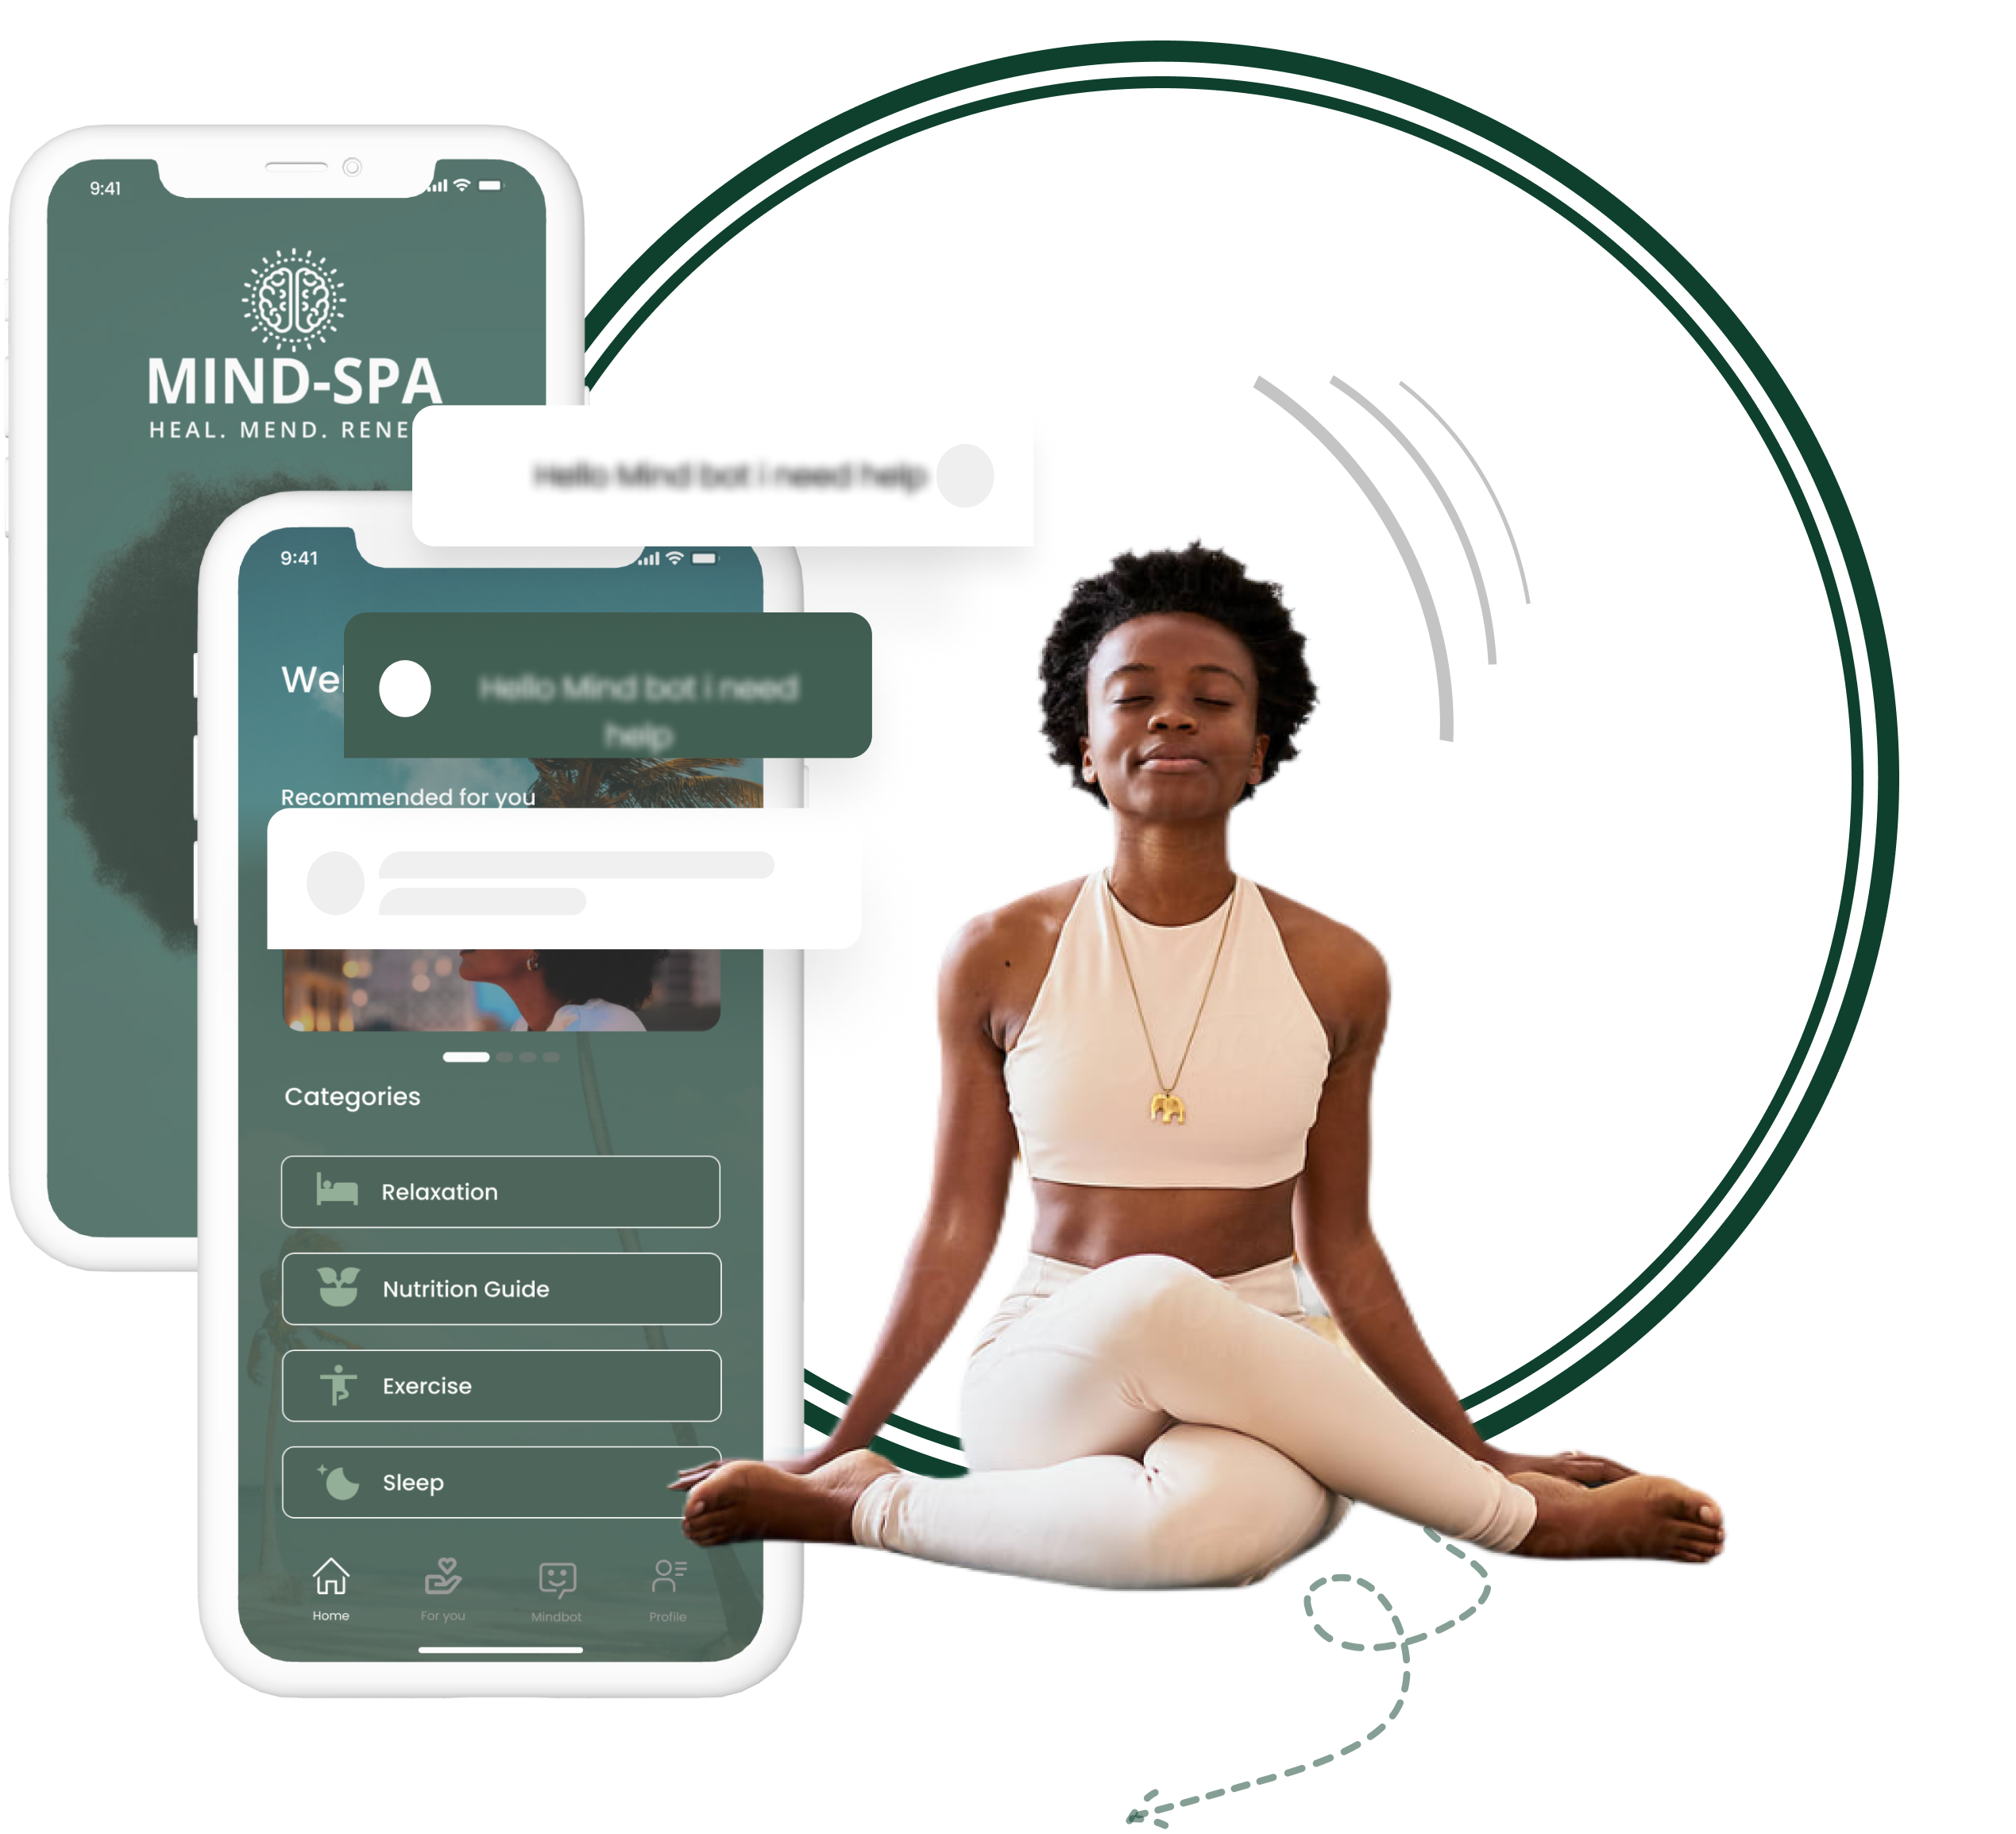 9:41
MIND-SPA
HEAL. MEND. RENE
Hello Mind bot i need help
9:41
Wel
Hello Mind bot i need
help
Recommended for you
Categories
Relaxation
Nutrition Guide
Exercise
Sleep
Home
For you
Mindbot
Profile